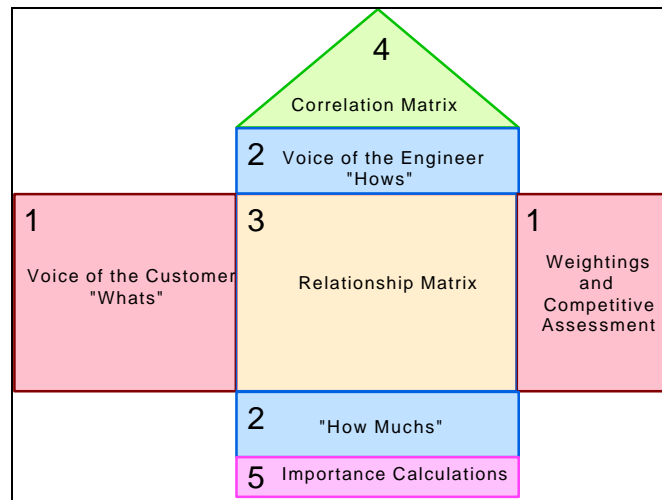 4
Correlation Matrix
2
Voice of the Engineer
"Hows"
1
Voice of the Customer
"Whats"
3
Relationship Matrix
1
Weightings
and
Competitive
Assessment
2
"How Muchs"
5
Importance Calculations